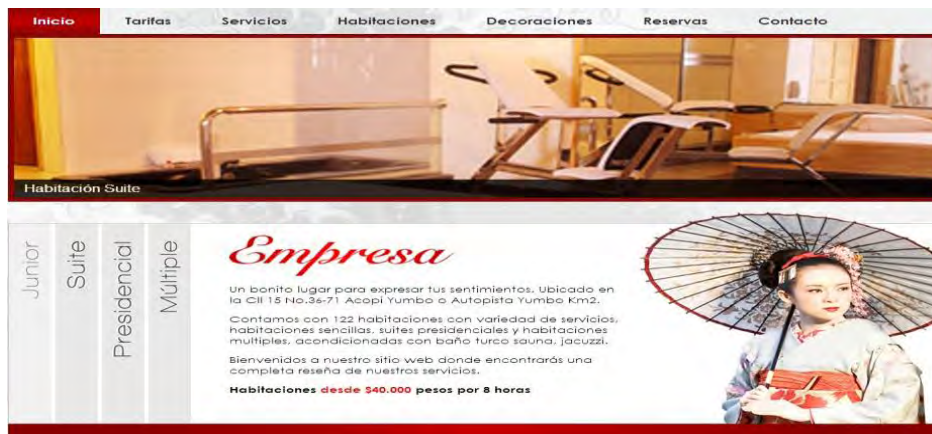 Inicio Tarifas Servicios Habitaciones Decoraciones Reservas Contacto
Habitación Suite
Junior
Suite
Presidencial
Múltiple
Empresa
Un bonito lugar para expresar tus sentimientos. Ubicado en
la Cll 15 No.36-71 Acopi Yumbo o Autopista Yumbo Km2.
Contamos con 122 habitaciones con variedad de servicios,
habitaciones sencillas, suites presidenciales y habitaciones
multiples, acondicionadas con baño turco sauna, jacuzzi.
Bienvenidos a nuestro sitio web donde encontrarás una
completa reseña de nuestros servicios.
Habitaciones desde $40.000 pesos por 8 horas